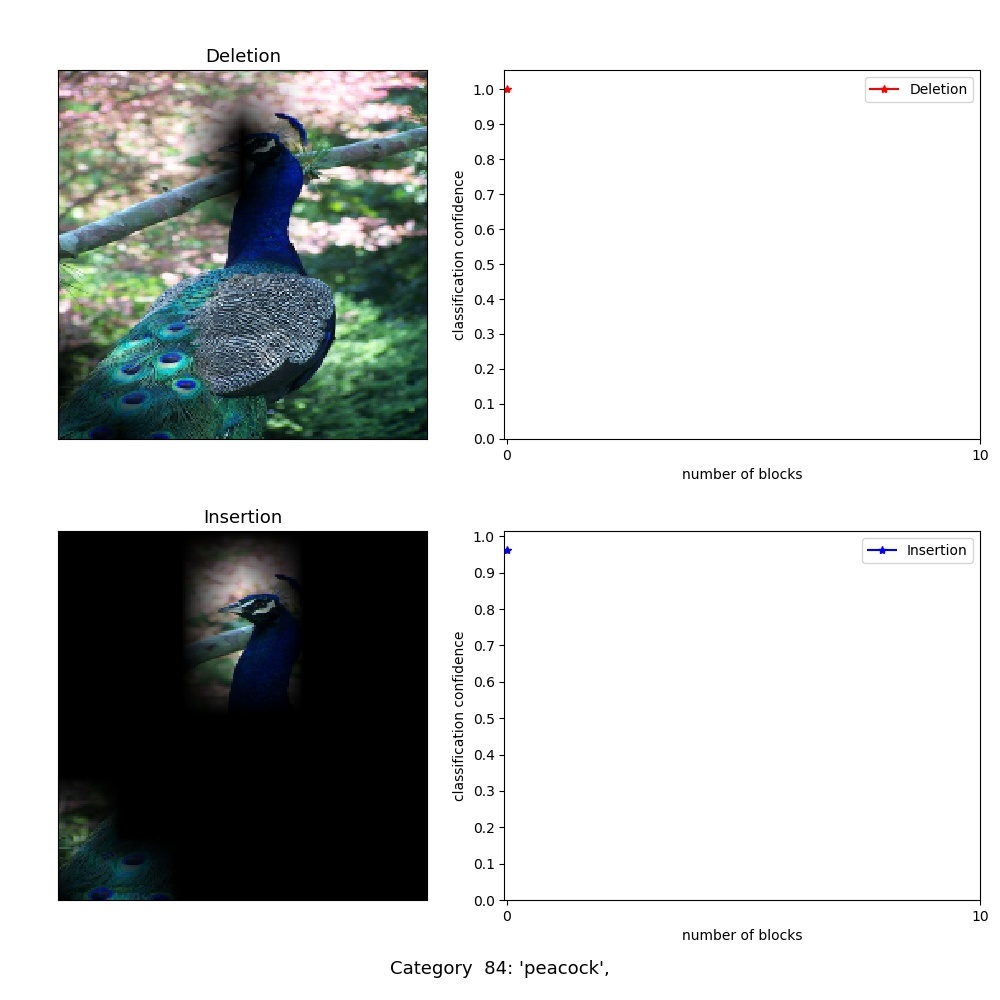 Deletion
1.0
0.9
0.8
0.7
0.6
0.5
0.4
0.3
0.2
0.1
0.0
classification confidence
Deletion
0
10
number of blocks
Insertion
1.0
0.9
0.8
0.7
0.6
0.5
0.4
0.3
0.2
0.1
0.0
classification confidence
Insertion
0
10
number of blocks
Category  84: 'peacock',